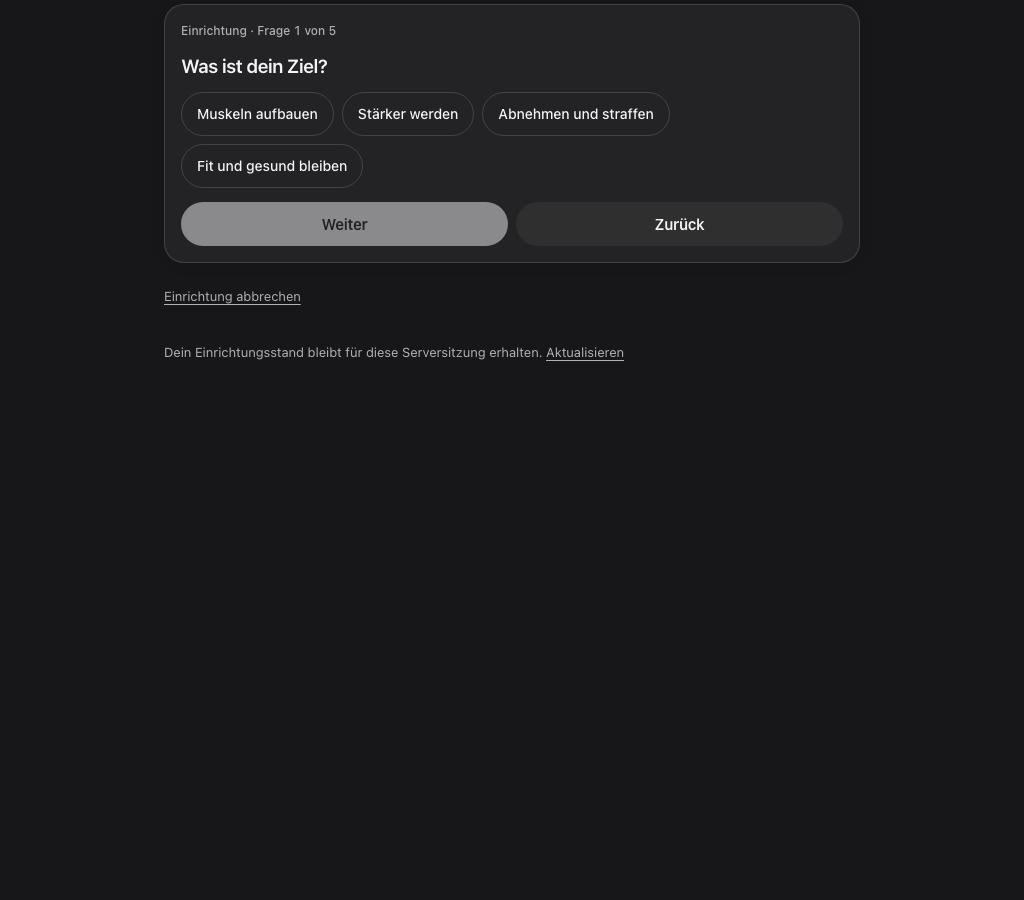 Einrichtung · Frage 1 von 5
Was ist dein Ziel?
Muskeln aufbauen
Stärker werden
Abnehmen und straffen
Fit und gesund bleiben
Weiter
Zurück
Einrichtung abbrechen
Dein Einrichtungsstand bleibt für diese Serversitzung erhalten. Aktualisieren